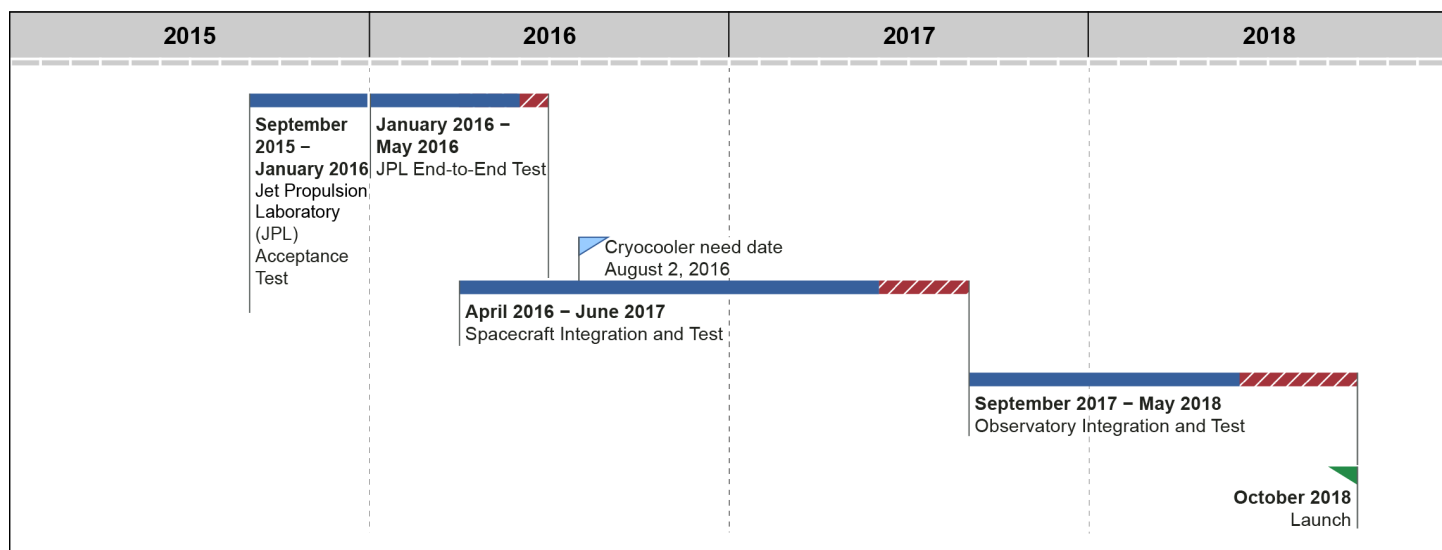 2015
2016
2017
2018
September
2015 –
January 2016
Jet Propulsion
Laboratory
(JPL)
Acceptance
Test
January 2016 –
May 2016
JPL End-to-End Test
Cryocooler need date
August 2, 2016
April 2016 – June 2017
Spacecraft Integration and Test
September 2017 – May 2018
Observatory Integration and Test
October 2018
Launch